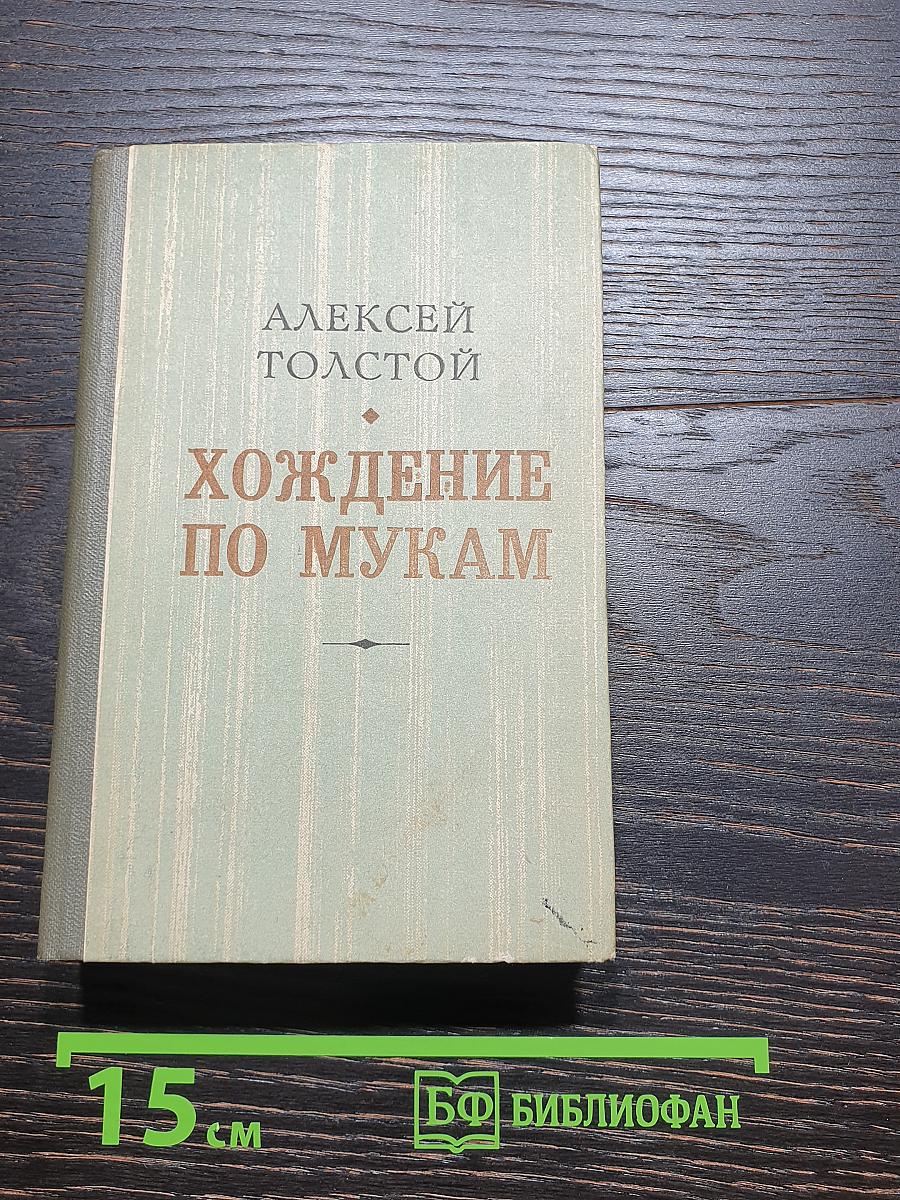 АЛЕКСЕЙ
ТОЛСТОЙ
ХОЖДЕНИЕ
ПО МУКАМ
15 см
БФ БИБЛИОФАН